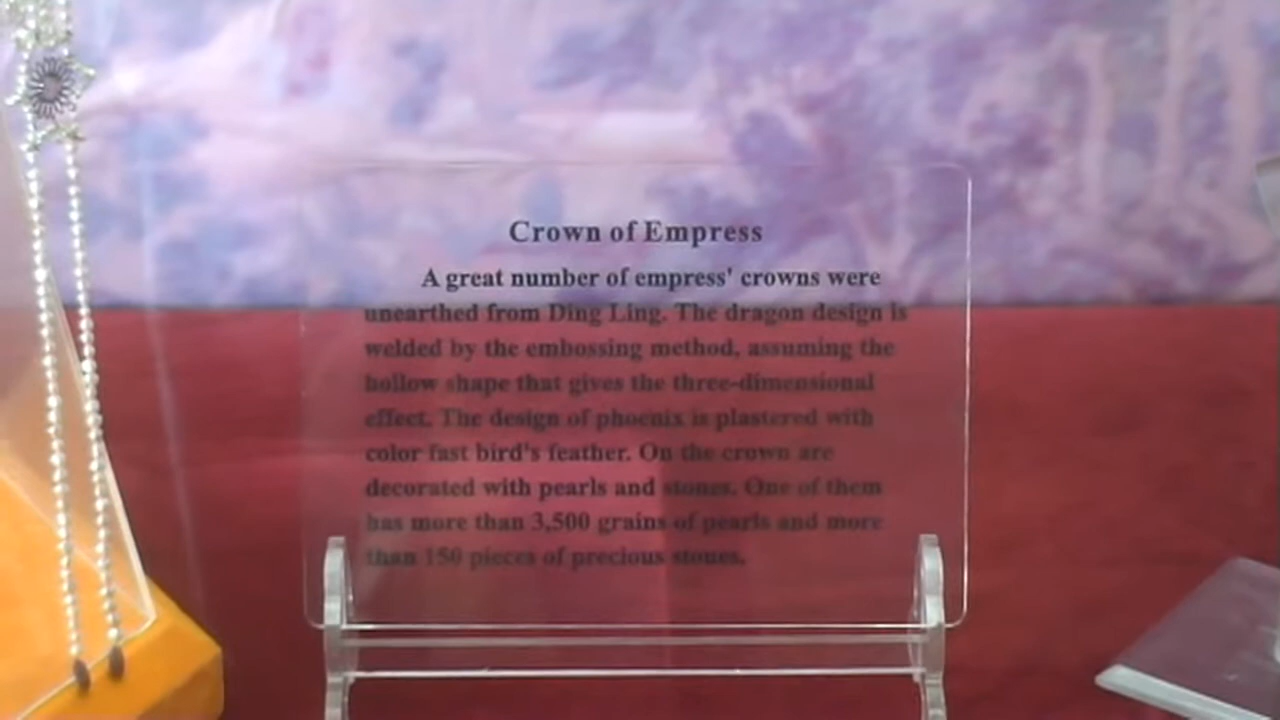 Crown of Empress
A great number of empress' crowns were
unearthed from Ding Ling. The dragon design is
welded by the embossing method, assuming the
hollow shape that gives the three-dimensional
effect. The design of phoenix is plastered with
color fast bird's feather. On the crown are
decorated with pearls and stones. One of them
has more than 3,500 grains of pearls and more
than 150 pieces of precious stones.